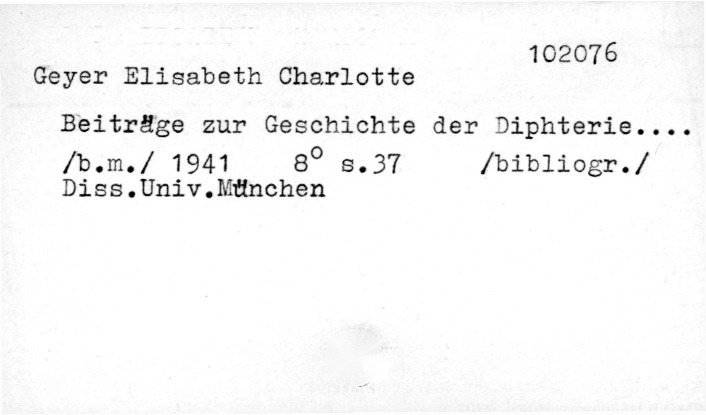 102076
Geyer Elisabeth Charlotte
Beiträge zur Geschichte der Diphterie....
/b.m./ 1941 8° s.37 /bibliogr./
Diss.Univ.München